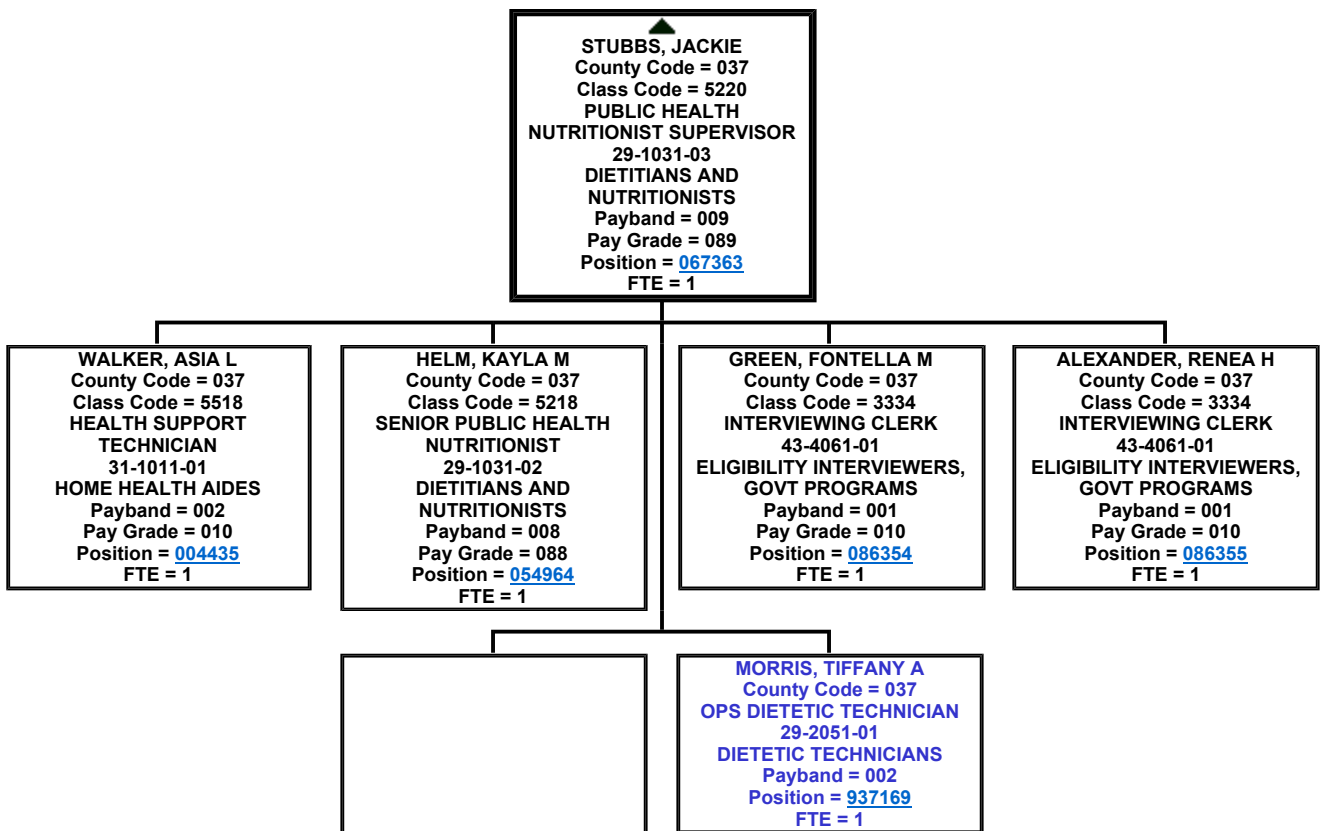 STUBBS, JACKIE
County Code = 037
Class Code = 5220
PUBLIC HEALTH
NUTRITIONIST SUPERVISOR
29-1031-03
DIETITIANS AND
NUTRITIONISTS
Payband = 009
Pay Grade = 089
Position = 067363
FTE = 1
WALKER, ASIA L
County Code = 037
Class Code = 5518
HEALTH SUPPORT
TECHNICIAN
31-1011-01
HOME HEALTH AIDES
Payband = 002
Pay Grade = 010
Position = 004435
FTE = 1
HELM, KAYLA M
County Code = 037
Class Code = 5218
SENIOR PUBLIC HEALTH
NUTRITIONIST
29-1031-02
DIETITIANS AND
NUTRITIONISTS
Payband = 008
Pay Grade = 088
Position = 054964
FTE = 1
GREEN, FONTELLA M
County Code = 037
Class Code = 3334
INTERVIEWING CLERK
43-4061-01
ELIGIBILITY INTERVIEWERS,
GOVT PROGRAMS
Payband = 001
Pay Grade = 010
Position = 086354
FTE = 1
ALEXANDER, RENEA H
County Code = 037
Class Code = 3334
INTERVIEWING CLERK
43-4061-01
ELIGIBILITY INTERVIEWERS,
GOVT PROGRAMS
Payband = 001
Pay Grade = 010
Position = 086355
FTE = 1
MORRIS, TIFFANY A
County Code = 037
OPS DIETETIC TECHNICIAN
29-2051-01
DIETETIC TECHNICIANS
Payband = 002
Position = 937169
FTE = 1